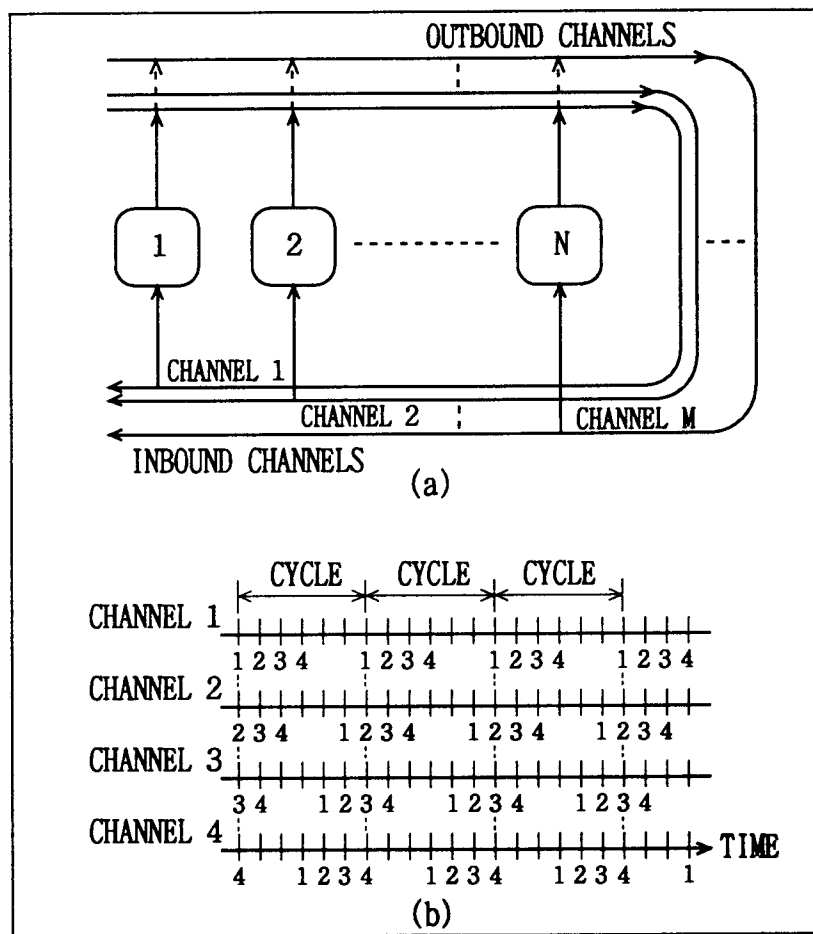 OUTBOUND CHANNELS
1 2 N
CHANNEL 1
CHANNEL 2
CHANNEL M
INBOUND CHANNELS
(a)
CYCLE CYCLE CYCLE
CHANNEL 1
1 2 3 4 1 2 3 4 1 2 3 4 1 2 3 4
CHANNEL 2
2 3 4 1 2 3 4 1 2 3 4 1 2 3 4
CHANNEL 3
3 4 1 2 3 4 1 2 3 4 1 2 3 4
CHANNEL 4
TIME
4 1 2 3 4 1 2 3 4 1 2 3 4 1
(b)